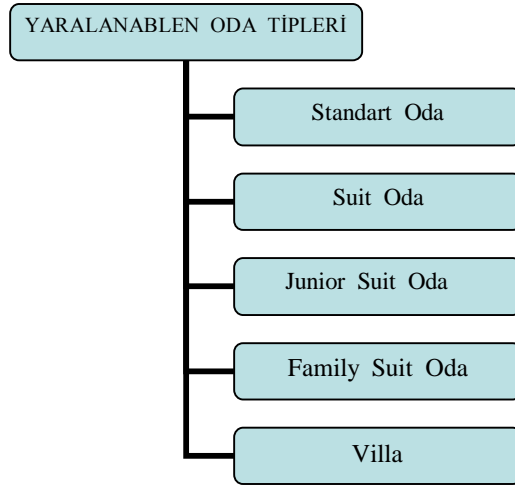 YARALANABLEN ODA TİPLERİ
Standart Oda
Suit Oda
Junior Suit Oda
Family Suit Oda
Villa